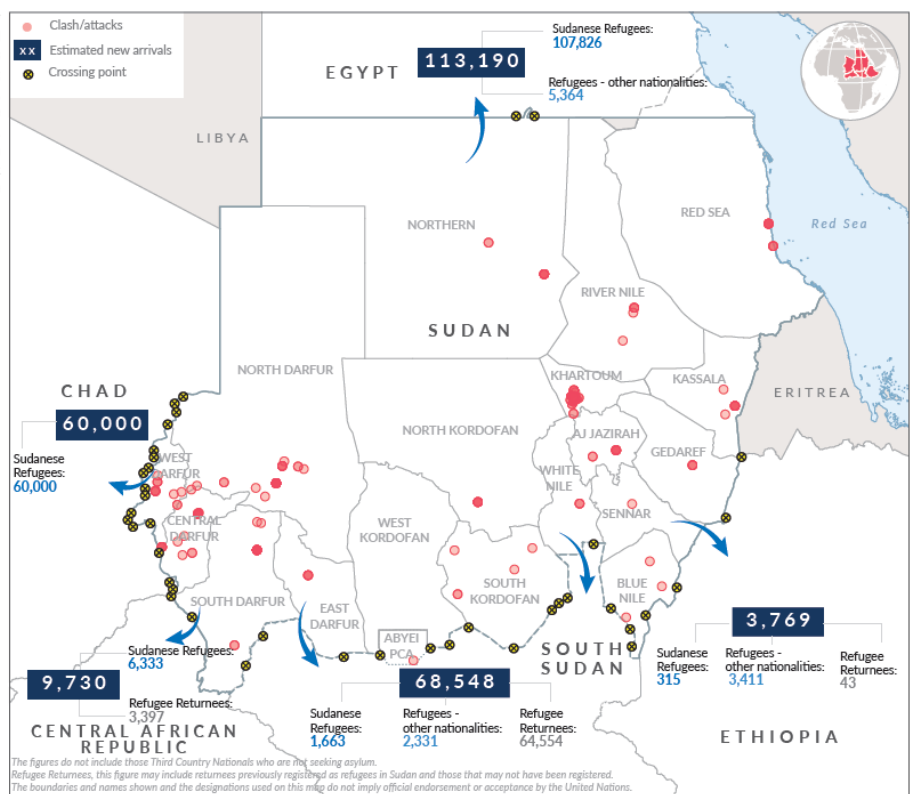 Clash/attacks
xx Estimated new arrivals
Crossing point
EGYPT
113,190
Sudanese Refugees:
107,826
Refugees - other nationalities:
5,364
LIBYA
RED SEA
Red Sea
NORTHERN
RIVER NILE
SUDAN
NORTH DARFUR
KHARTOUM
KASSALA
ERITREA
CHAD
60,000
Sudanese
Refugees:
60,000
NORTH KORDOFAN
AJ JAZIRAH
GEDAREF
WEST
DARFUR
WHITE
NILE
SENNAR
CENTRAL
DARFUR
WEST
KORDOFAN
SOUTH
KORDOFAN
BLUE
NILE
SOUTH DARFUR
EAST
DARFUR
ABYEI
PCA
SOUTH
SUDAN
3,769
Sudanese
Refugees:
315
Refugees -
other nationalities:
3,411
Refugee
Returnees:
43
Sudanese Refugees:
6,333
9,730
Refugee Returnees:
3,397
68,548
Sudanese
Refugees:
1,663
Refugees -
other nationalities:
2,331
Refugee
Returnees:
64,554
CENTRAL AFRICAN
REPUBLIC
ETHIOPIA
The figures do not include those Third Country Nationals who are not seeking asylum.
Refugee Returnees, this figure may include returnees previously registered as refugees in Sudan and those that may not have been registered.
The boundaries and names shown and the designations used on this map do not imply official endorsement or acceptance by the United Nations.